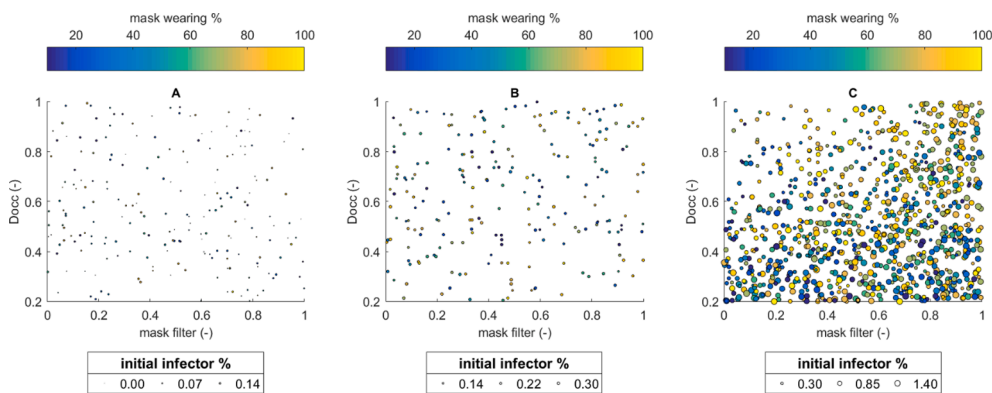 mask wearing %
20 40 60 80 100
A
1
0.8
0.6
0.4
0.2
Docc (-)
0 0.2 0.4 0.6 0.8 1
mask filter (-)
initial infector %
0.00 0.07 0.14
mask wearing %
20 40 60 80 100
B
1
0.8
0.6
0.4
0.2
Docc (-)
0 0.2 0.4 0.6 0.8 1
mask filter (-)
initial infector %
0.14 0.22 0.30
mask wearing %
20 40 60 80 100
C
1
0.8
0.6
0.4
0.2
Docc (-)
0 0.2 0.4 0.6 0.8 1
mask filter (-)
initial infector %
0.30 0.85 1.40